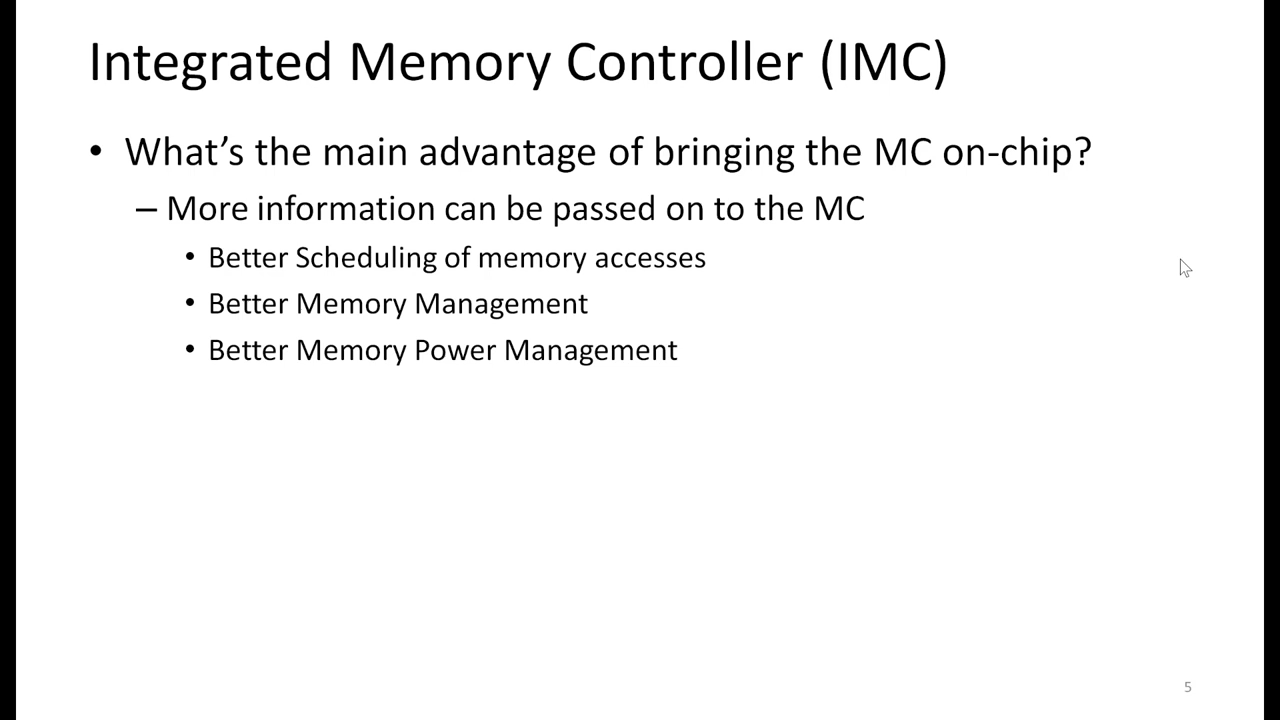 Integrated Memory Controller (IMC)
• What’s the main advantage of bringing the MC on-chip?
– More information can be passed on to the MC
• Better Scheduling of memory accesses
• Better Memory Management
• Better Memory Power Management
5